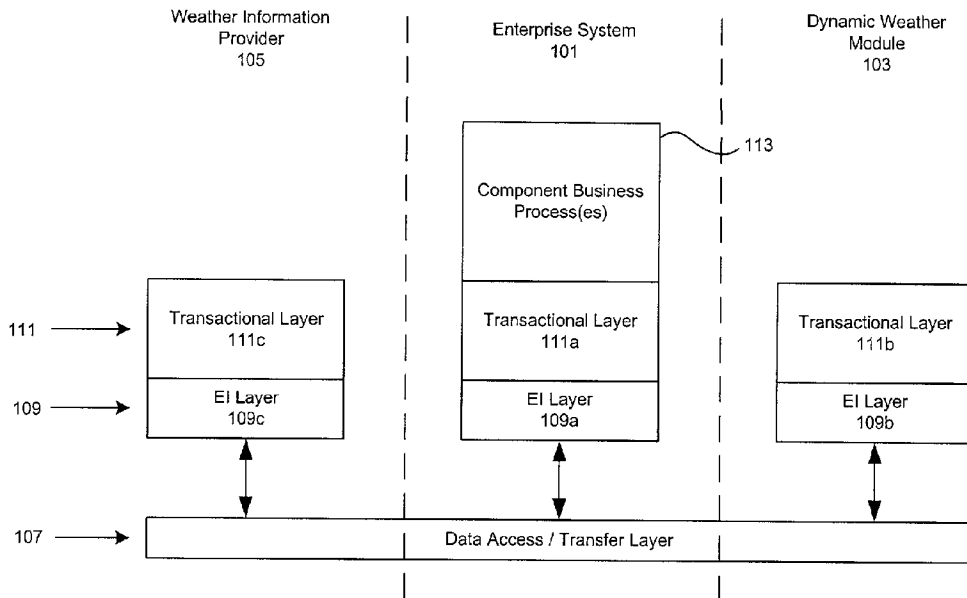 Weather Information
Provider
105
Enterprise System
101
Dynamic Weather
Module
103
113
Component Business
Process(es)
111
Transactional Layer
111c
Transactional Layer
111a
Transactional Layer
111b
109
EI Layer
109c
EI Layer
109a
EI Layer
109b
107
Data Access / Transfer Layer